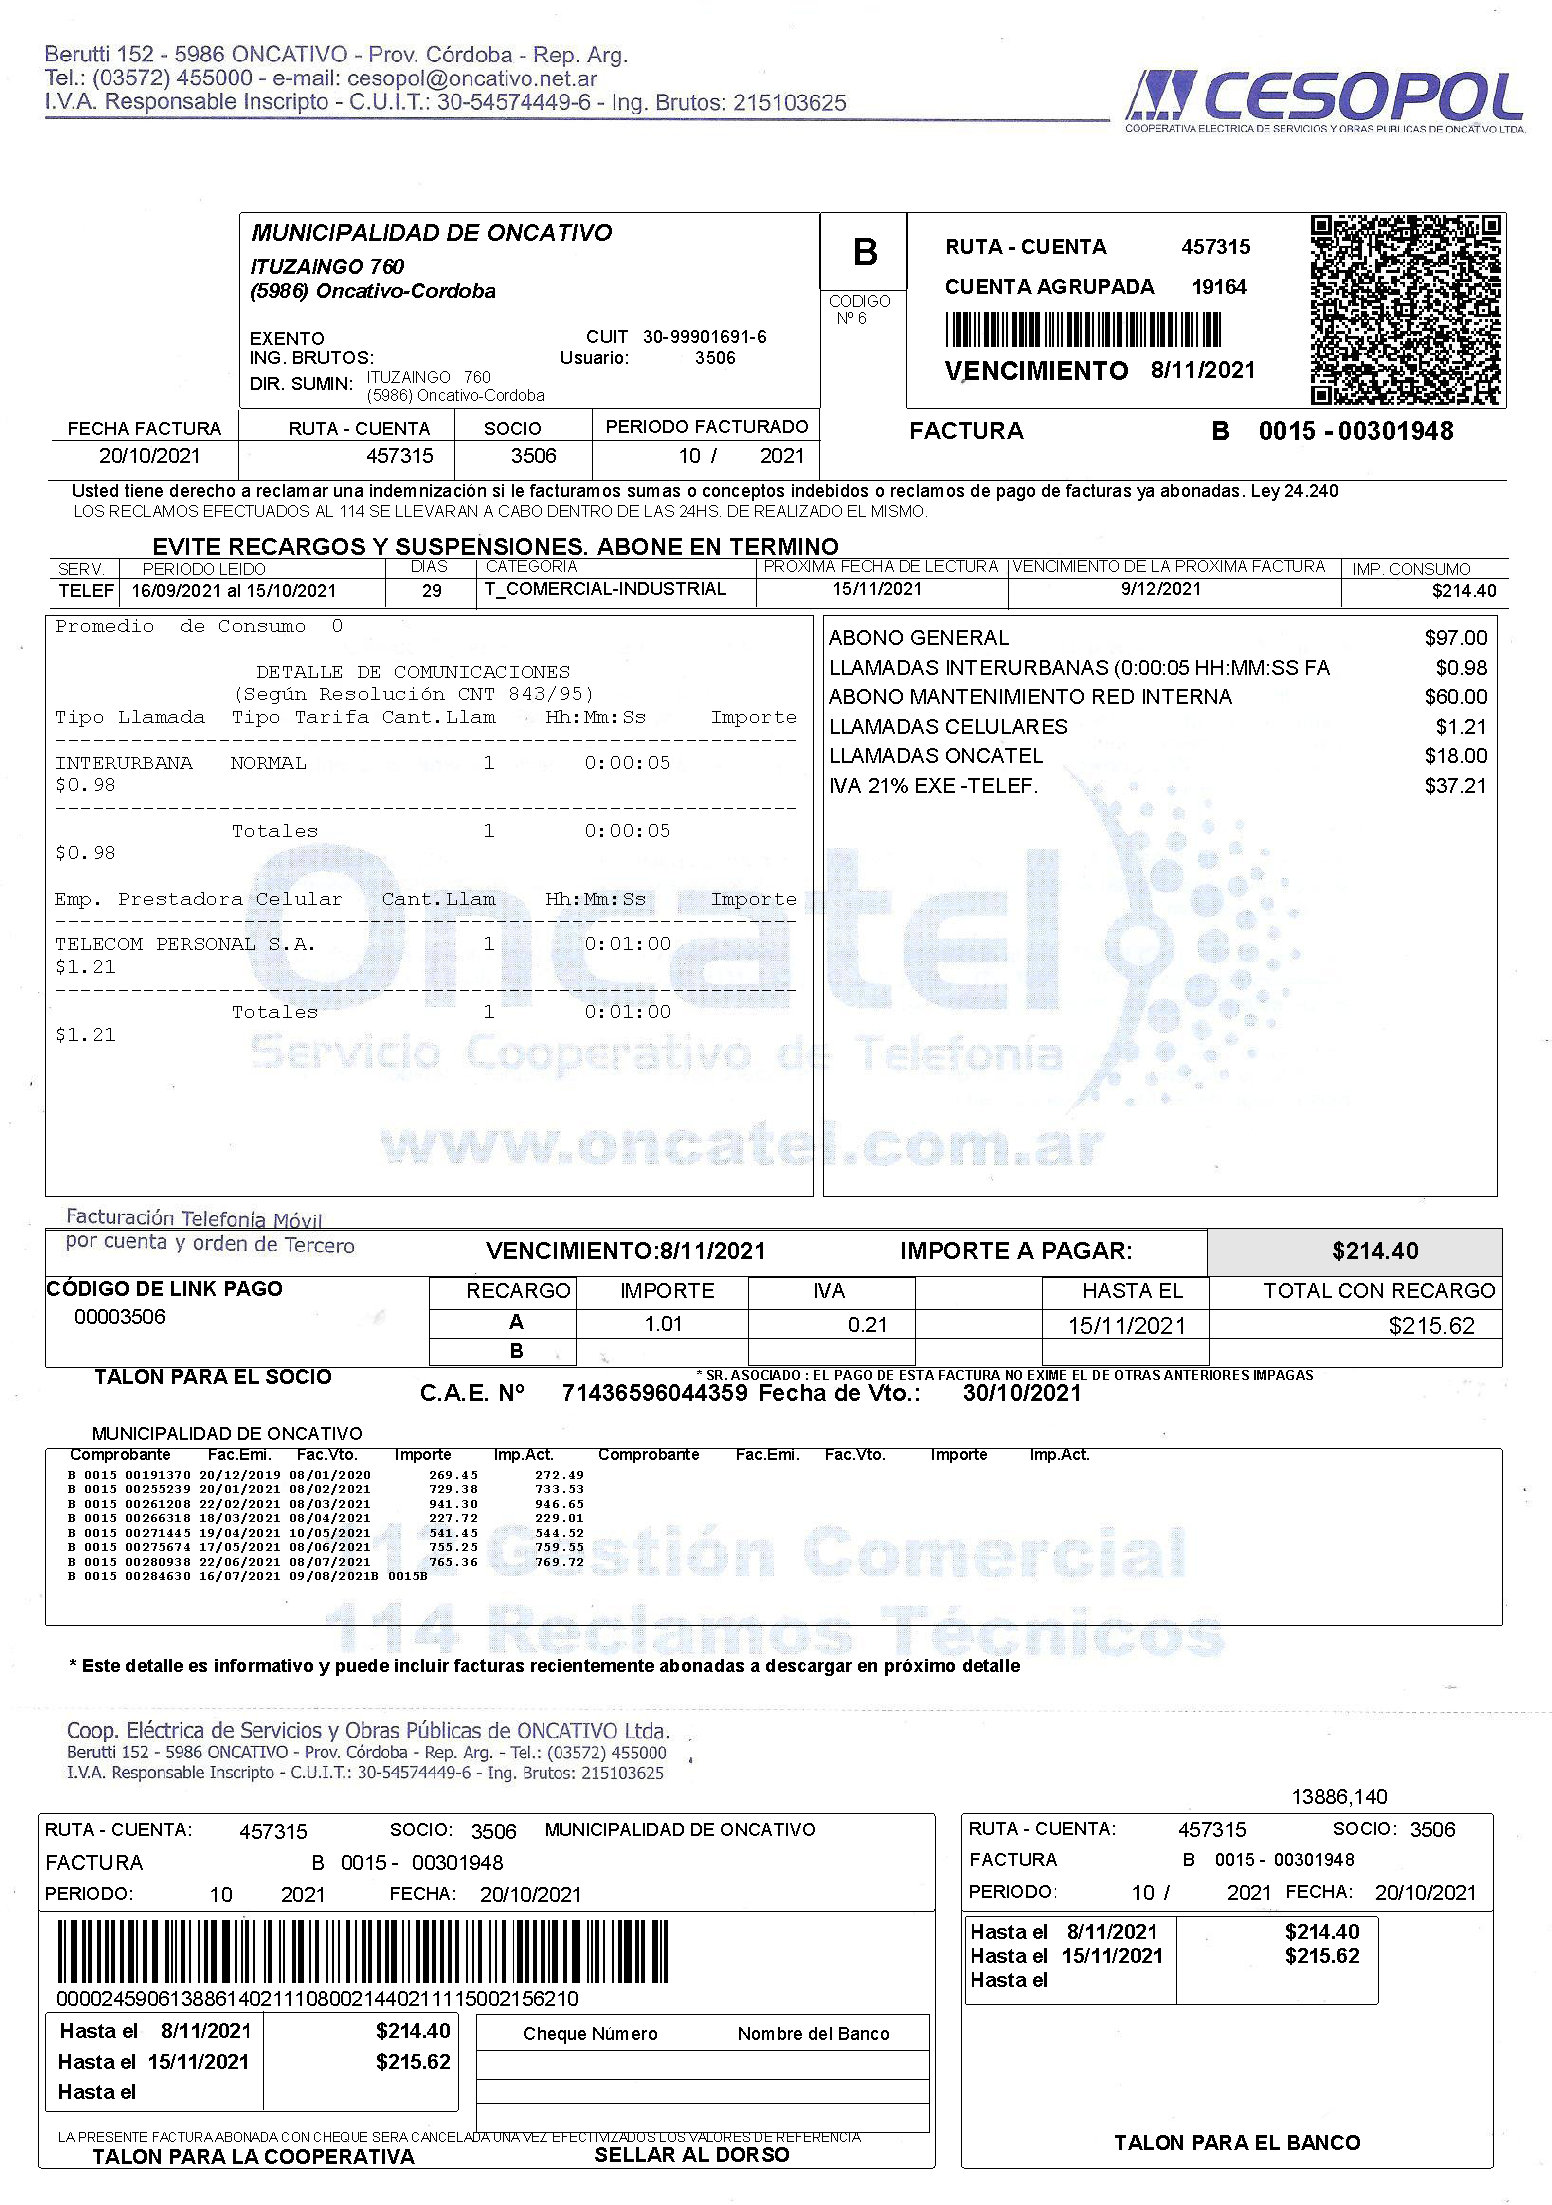 Berutti 152 - 5986 ONCATIVO - Prov. Córdoba - Rep. Arg.
Tel.: (03572) 455000 - e-mail: cesopol@oncativo.net.ar
I.V.A. Responsable Inscripto - C.U.I.T.: 30-54574449-6 - Ing. Brutos: 215103625
CESOPOL
COOPERATIVA ELECTRICA DE SERVICIOS Y OBRAS PUBLICAS DE ONCATIVO LTDA.
MUNICIPALIDAD DE ONCATIVO
ITUZAINGO 760
(5986) Oncativo-Cordoba
EXENTO CUIT 30-99901691-6
ING. BRUTOS: Usuario: 3506
DIR. SUMIN: ITUZAINGO 760
(5986) Oncativo-Cordoba
B
CODIGO
Nº 6
RUTA - CUENTA 457315
CUENTA AGRUPADA 19164
VENCIMIENTO 8/11/2021
FECHA FACTURA RUTA - CUENTA SOCIO PERIODO FACTURADO
20/10/2021 457315 3506 10 / 2021
FACTURA B 0015 - 00301948
Usted tiene derecho a reclamar una indemnización si le facturamos sumas o conceptos indebidos o reclamos de pago de facturas ya abonadas. Ley 24.240
LOS RECLAMOS EFECTUADOS AL 114 SE LLEVARAN A CABO DENTRO DE LAS 24HS. DE REALIZADO EL MISMO.
EVITE RECARGOS Y SUSPENSIONES. ABONE EN TERMINO
SERV. PERIODO LEIDO DIAS CATEGORIA PROXIMA FECHA DE LECTURA VENCIMIENTO DE LA PROXIMA FACTURA IMP. CONSUMO
TELEF 16/09/2021 al 15/10/2021 29 T_COMERCIAL-INDUSTRIAL 15/11/2021 9/12/2021 $214.40
Promedio de Consumo 0
DETALLE DE COMUNICACIONES
(Según Resolución CNT 843/95)
Tipo Llamada Tipo Tarifa Cant.Llam Hh:Mm:Ss Importe
INTERURBANA NORMAL 1 0:00:05
$0.98
Totales 1 0:00:05
$0.98
Emp. Prestadora Celular Cant.Llam Hh:Mm:Ss Importe
TELECOM PERSONAL S.A. 1 0:01:00
$1.21
Totales 1 0:01:00
$1.21
ABONO GENERAL $97.00
LLAMADAS INTERURBANAS (0:00:05 HH:MM:SS FA $0.98
ABONO MANTENIMIENTO RED INTERNA $60.00
LLAMADAS CELULARES $1.21
LLAMADAS ONCATEL $18.00
IVA 21% EXE -TELEF. $37.21
Oncatel
Servicio Cooperativo de Telefonía
www.oncatel.com.ar
Facturación Telefonía Móvil
por cuenta y orden de Tercero
VENCIMIENTO:8/11/2021 IMPORTE A PAGAR: $214.40
CÓDIGO DE LINK PAGO
00003506
RECARGO IMPORTE IVA HASTA EL TOTAL CON RECARGO
A 1.01 0.21 15/11/2021 $215.62
B
TALON PARA EL SOCIO
* SR. ASOCIADO : EL PAGO DE ESTA FACTURA NO EXIME EL DE OTRAS ANTERIORES IMPAGAS
C.A.E. Nº 71436596044359 Fecha de Vto.: 30/10/2021
MUNICIPALIDAD DE ONCATIVO
Comprobante Fac.Emi. Fac.Vto. Importe Imp.Act. Comprobante Fac.Emi. Fac.Vto. Importe Imp.Act.
B 0015 00191370 20/12/2019 08/01/2020 269.45 272.49
B 0015 00255239 20/01/2021 08/02/2021 729.38 733.53
B 0015 00261208 22/02/2021 08/03/2021 941.30 946.65
B 0015 00266318 18/03/2021 08/04/2021 227.72 229.01
B 0015 00271445 19/04/2021 10/05/2021 541.45 544.52
B 0015 00275674 17/05/2021 08/06/2021 755.25 759.55
B 0015 00280938 22/06/2021 08/07/2021 765.36 769.72
B 0015 00284630 16/07/2021 09/08/2021B 0015B
112 Gestión Comercial
114 Reclamos Técnicos
* Este detalle es informativo y puede incluir facturas recientemente abonadas a descargar en próximo detalle
Coop. Eléctrica de Servicios y Obras Públicas de ONCATIVO Ltda.
Berutti 152 - 5986 ONCATIVO - Prov. Córdoba - Rep. Arg. - Tel.: (03572) 455000
I.V.A. Responsable Inscripto - C.U.I.T.: 30-54574449-6 - Ing. Brutos: 215103625
13886,140
RUTA - CUENTA: 457315 SOCIO: 3506 MUNICIPALIDAD DE ONCATIVO
FACTURA B 0015 - 00301948
PERIODO: 10 2021 FECHA: 20/10/2021
0000245906138861402111080021440211115002156210
Hasta el 8/11/2021 $214.40
Hasta el 15/11/2021 $215.62
Hasta el
Cheque Número Nombre del Banco
LA PRESENTE FACTURA ABONADA CON CHEQUE SERA CANCELADA UNA VEZ EFECTIVIZADOS LOS VALORES DE REFERENCIA
TALON PARA LA COOPERATIVA SELLAR AL DORSO
RUTA - CUENTA: 457315 SOCIO: 3506
FACTURA B 0015 - 00301948
PERIODO: 10 / 2021 FECHA: 20/10/2021
Hasta el 8/11/2021 $214.40
Hasta el 15/11/2021 $215.62
Hasta el
TALON PARA EL BANCO